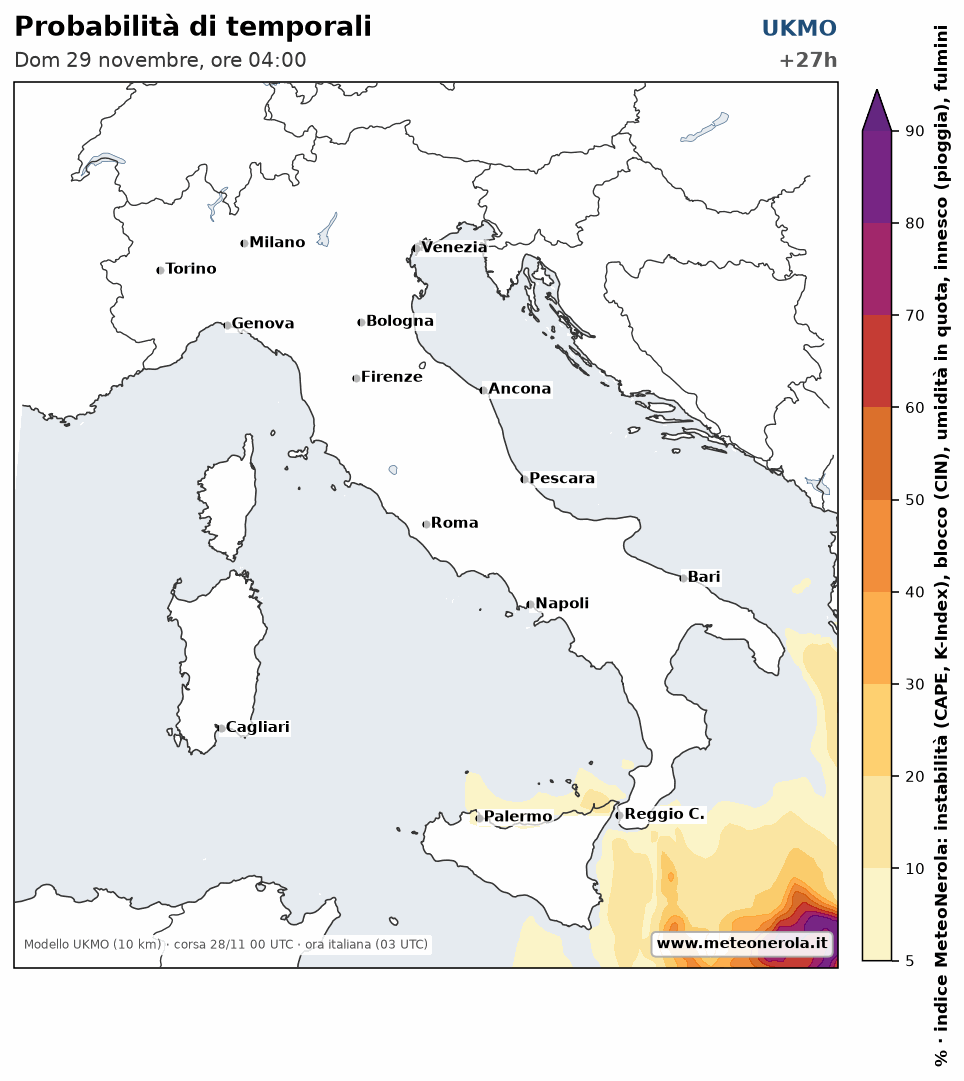 Probabilità di temporali
UKMO
Dom 29 novembre, ore 04:00
+27h
Milano
Venezia
Torino
Genova
Bologna
Firenze
Ancona
Pescara
Roma
Bari
Napoli
Cagliari
Palermo
Reggio C.
Modello UKMO (10 km) · corsa 28/11 00 UTC · ora italiana (03 UTC)
www.meteonerola.it
90
80
70
60
50
40
30
20
10
5
% · indice MeteoNerola: instabilità (CAPE, K-Index), blocco (CIN), umidità in quota, innesco (pioggia), fulmini